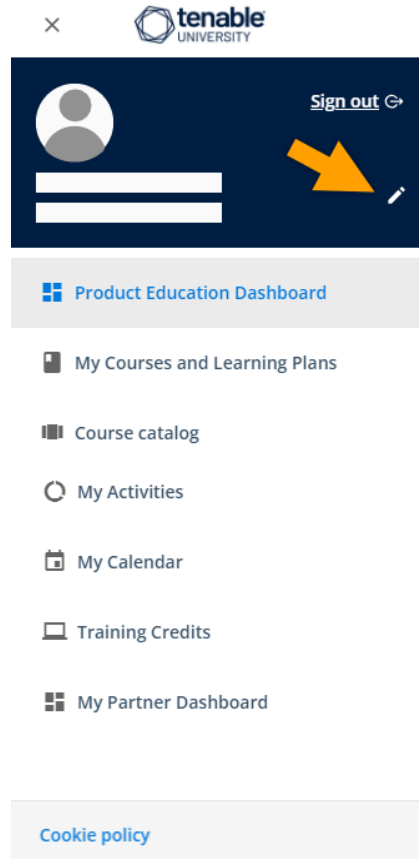 tenable
UNIVERSITY
Sign out
Product Education Dashboard
My Courses and Learning Plans
Course catalog
My Activities
My Calendar
Training Credits
My Partner Dashboard
Cookie policy